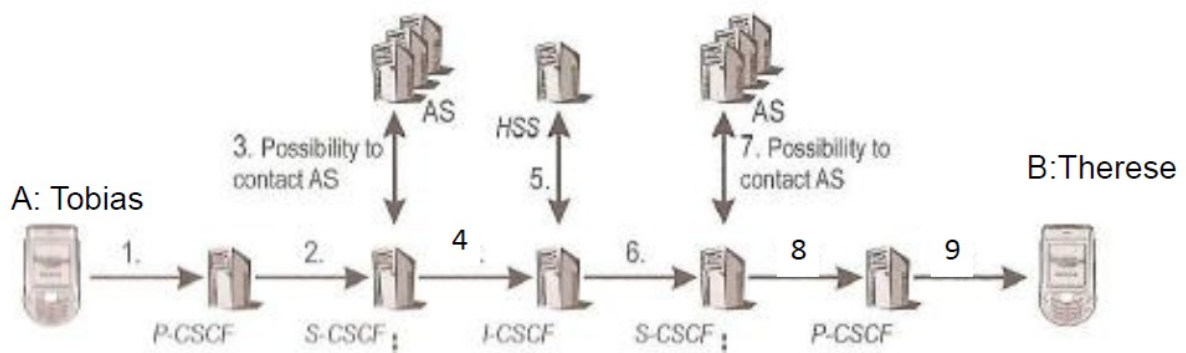 AS
HSS
AS
3. Possibility to
contact AS
5.
7. Possibility to
contact AS
A: Tobias
B:Therese
1.
2.
4 .
6.
8
9
P-CSCF
S-CSCF
I-CSCF
S-CSCF
P-CSCF